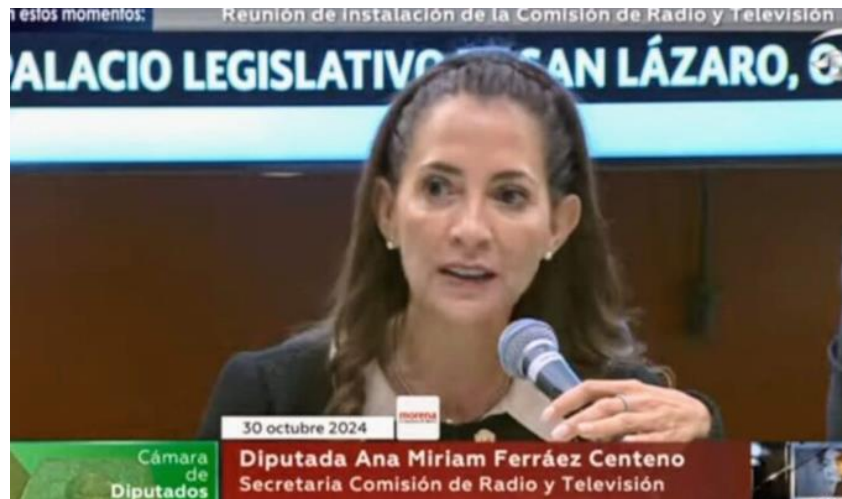 n estos momentos:
Reunión de Instalación de la Comisión de Radio y Televisión
PALACIO LEGISLATIVO SAN LÁZARO,
30 octubre 2024
morena
Cámara
de
Diputados
Diputada Ana Miriam Ferráez Centeno
Secretaria Comisión de Radio y Televisión